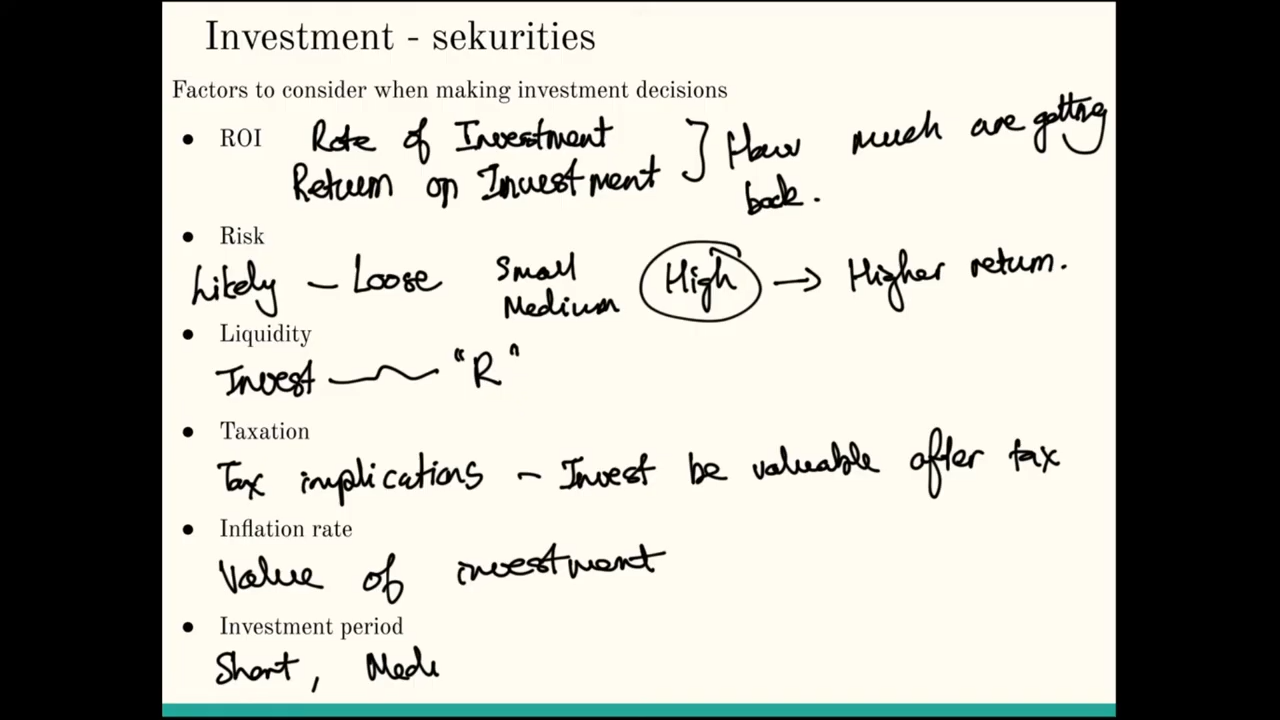 Investment - sekurities
Factors to consider when making investment decisions
• ROI Rate of Investment
Return on Investment } How much are getting
back.
• Risk
Likely – Loose Small
Medium High → Higher return.
• Liquidity
Invest "R"
• Taxation
Tax implications - Invest be valuable after tax
• Inflation rate
Value of investment
• Investment period
Short, Medi